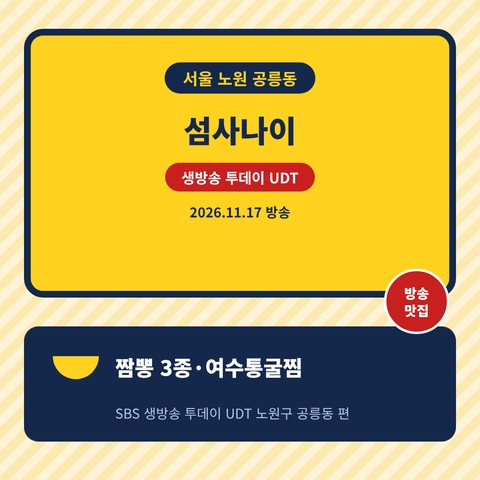 서울 노원 공릉동
섬사나이
생방송 투데이 UDT
2026.11.17 방송
방송
맛집
짬뽕 3종·여수통굴찜
SBS 생방송 투데이 UDT 노원구 공릉동 편